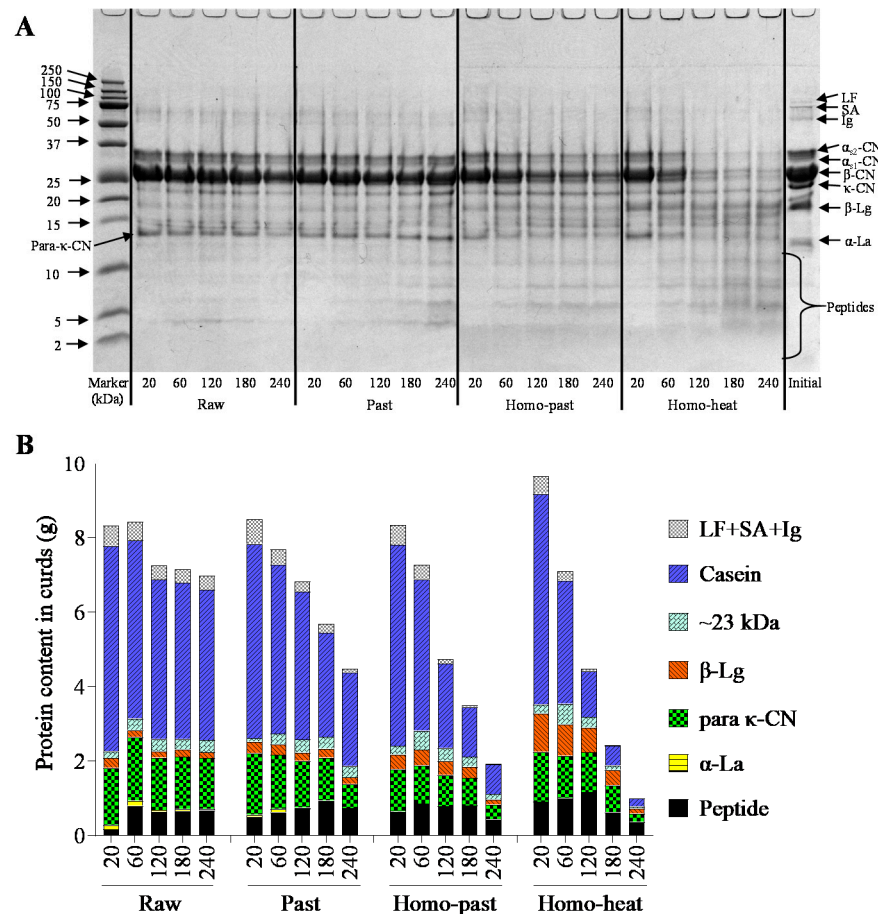 A
250
150
100
75
50
37
25
20
15
Para-κ-CN
10
5
2
LF
SA
Ig
αs2-CN
αs1-CN
β-CN
κ-CN
β-Lg
α-La
Peptides
Marker 20 60 120 180 240 20 60 120 180 240 20 60 120 180 240 20 60 120 180 240 Initial
(kDa) Raw Past Homo-past Homo-heat
B
Protein content in curds (g)
10
8
6
4
2
0
LF+SA+Ig
Casein
~23 kDa
β-Lg
para κ-CN
α-La
Peptide
20 60 120 180 240 20 60 120 180 240 20 60 120 180 240 20 60 120 180 240
Raw Past Homo-past Homo-heat